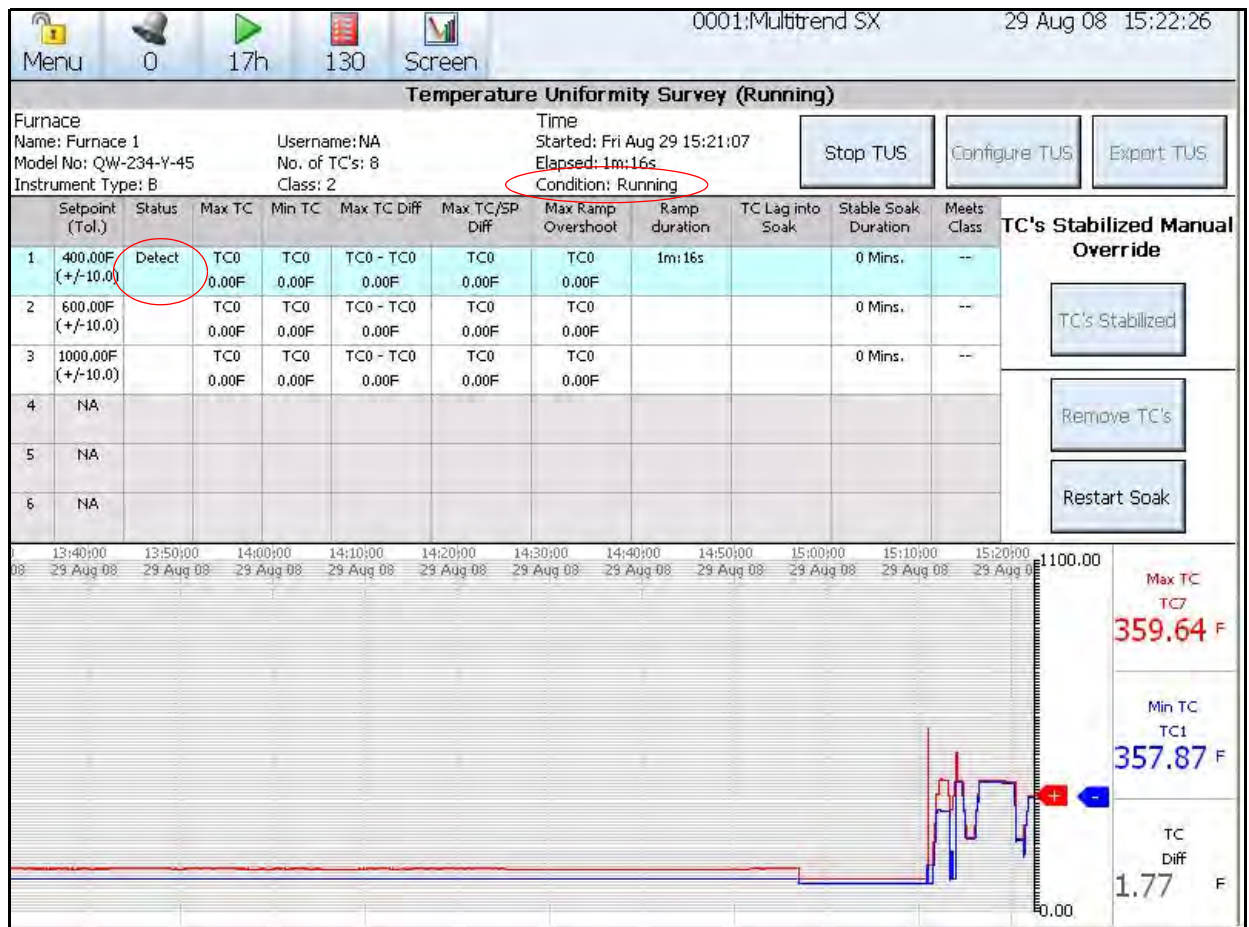 0001:Multitrend SX 29 Aug 08 15:22:26
Menu 0 17h 130 Screen
Temperature Uniformity Survey (Running)
Furnace
Name: Furnace 1
Model No: QW-234-Y-45
Instrument Type: B
Username:NA
No. of TC's: 8
Class: 2
Time
Started: Fri Aug 29 15:21:07
Elapsed: 1m:16s
Condition: Running
Stop TUS
Configure TUS
Export TUS
Setpoint (Tol.) Status Max TC Min TC Max TC Diff Max TC/SP Diff Max Ramp Overshoot Ramp duration TC Lag into Soak Stable Soak Duration Meets Class
1 400.00F Detect TC0 TC0 TC0 - TC0 TC0 TC0 1m:16s 0 Mins. --
(+/-10.0) 0.00F 0.00F 0.00F 0.00F 0.00F
2 600.00F TC0 TC0 TC0 - TC0 TC0 TC0 0 Mins. --
(+/-10.0) 0.00F 0.00F 0.00F 0.00F 0.00F
3 1000.00F TC0 TC0 TC0 - TC0 TC0 TC0 0 Mins. --
(+/-10.0) 0.00F 0.00F 0.00F 0.00F 0.00F
4 NA
5 NA
6 NA
TC's Stabilized Manual
Override
TC's Stabilized
Remove TC's
Restart Soak
13:40:00 13:50:00 14:00:00 14:10:00 14:20:00 14:30:00 14:40:00 14:50:00 15:00:00 15:10:00 15:20:00
08 29 Aug 08 29 Aug 08 29 Aug 08 29 Aug 08 29 Aug 08 29 Aug 08 29 Aug 08 29 Aug 08 29 Aug 08 29 Aug 08 29 Aug 0
1100.00
0.00
Max TC
TC7
359.64 F
Min TC
TC1
357.87 F
TC
Diff
1.77 F
+
-